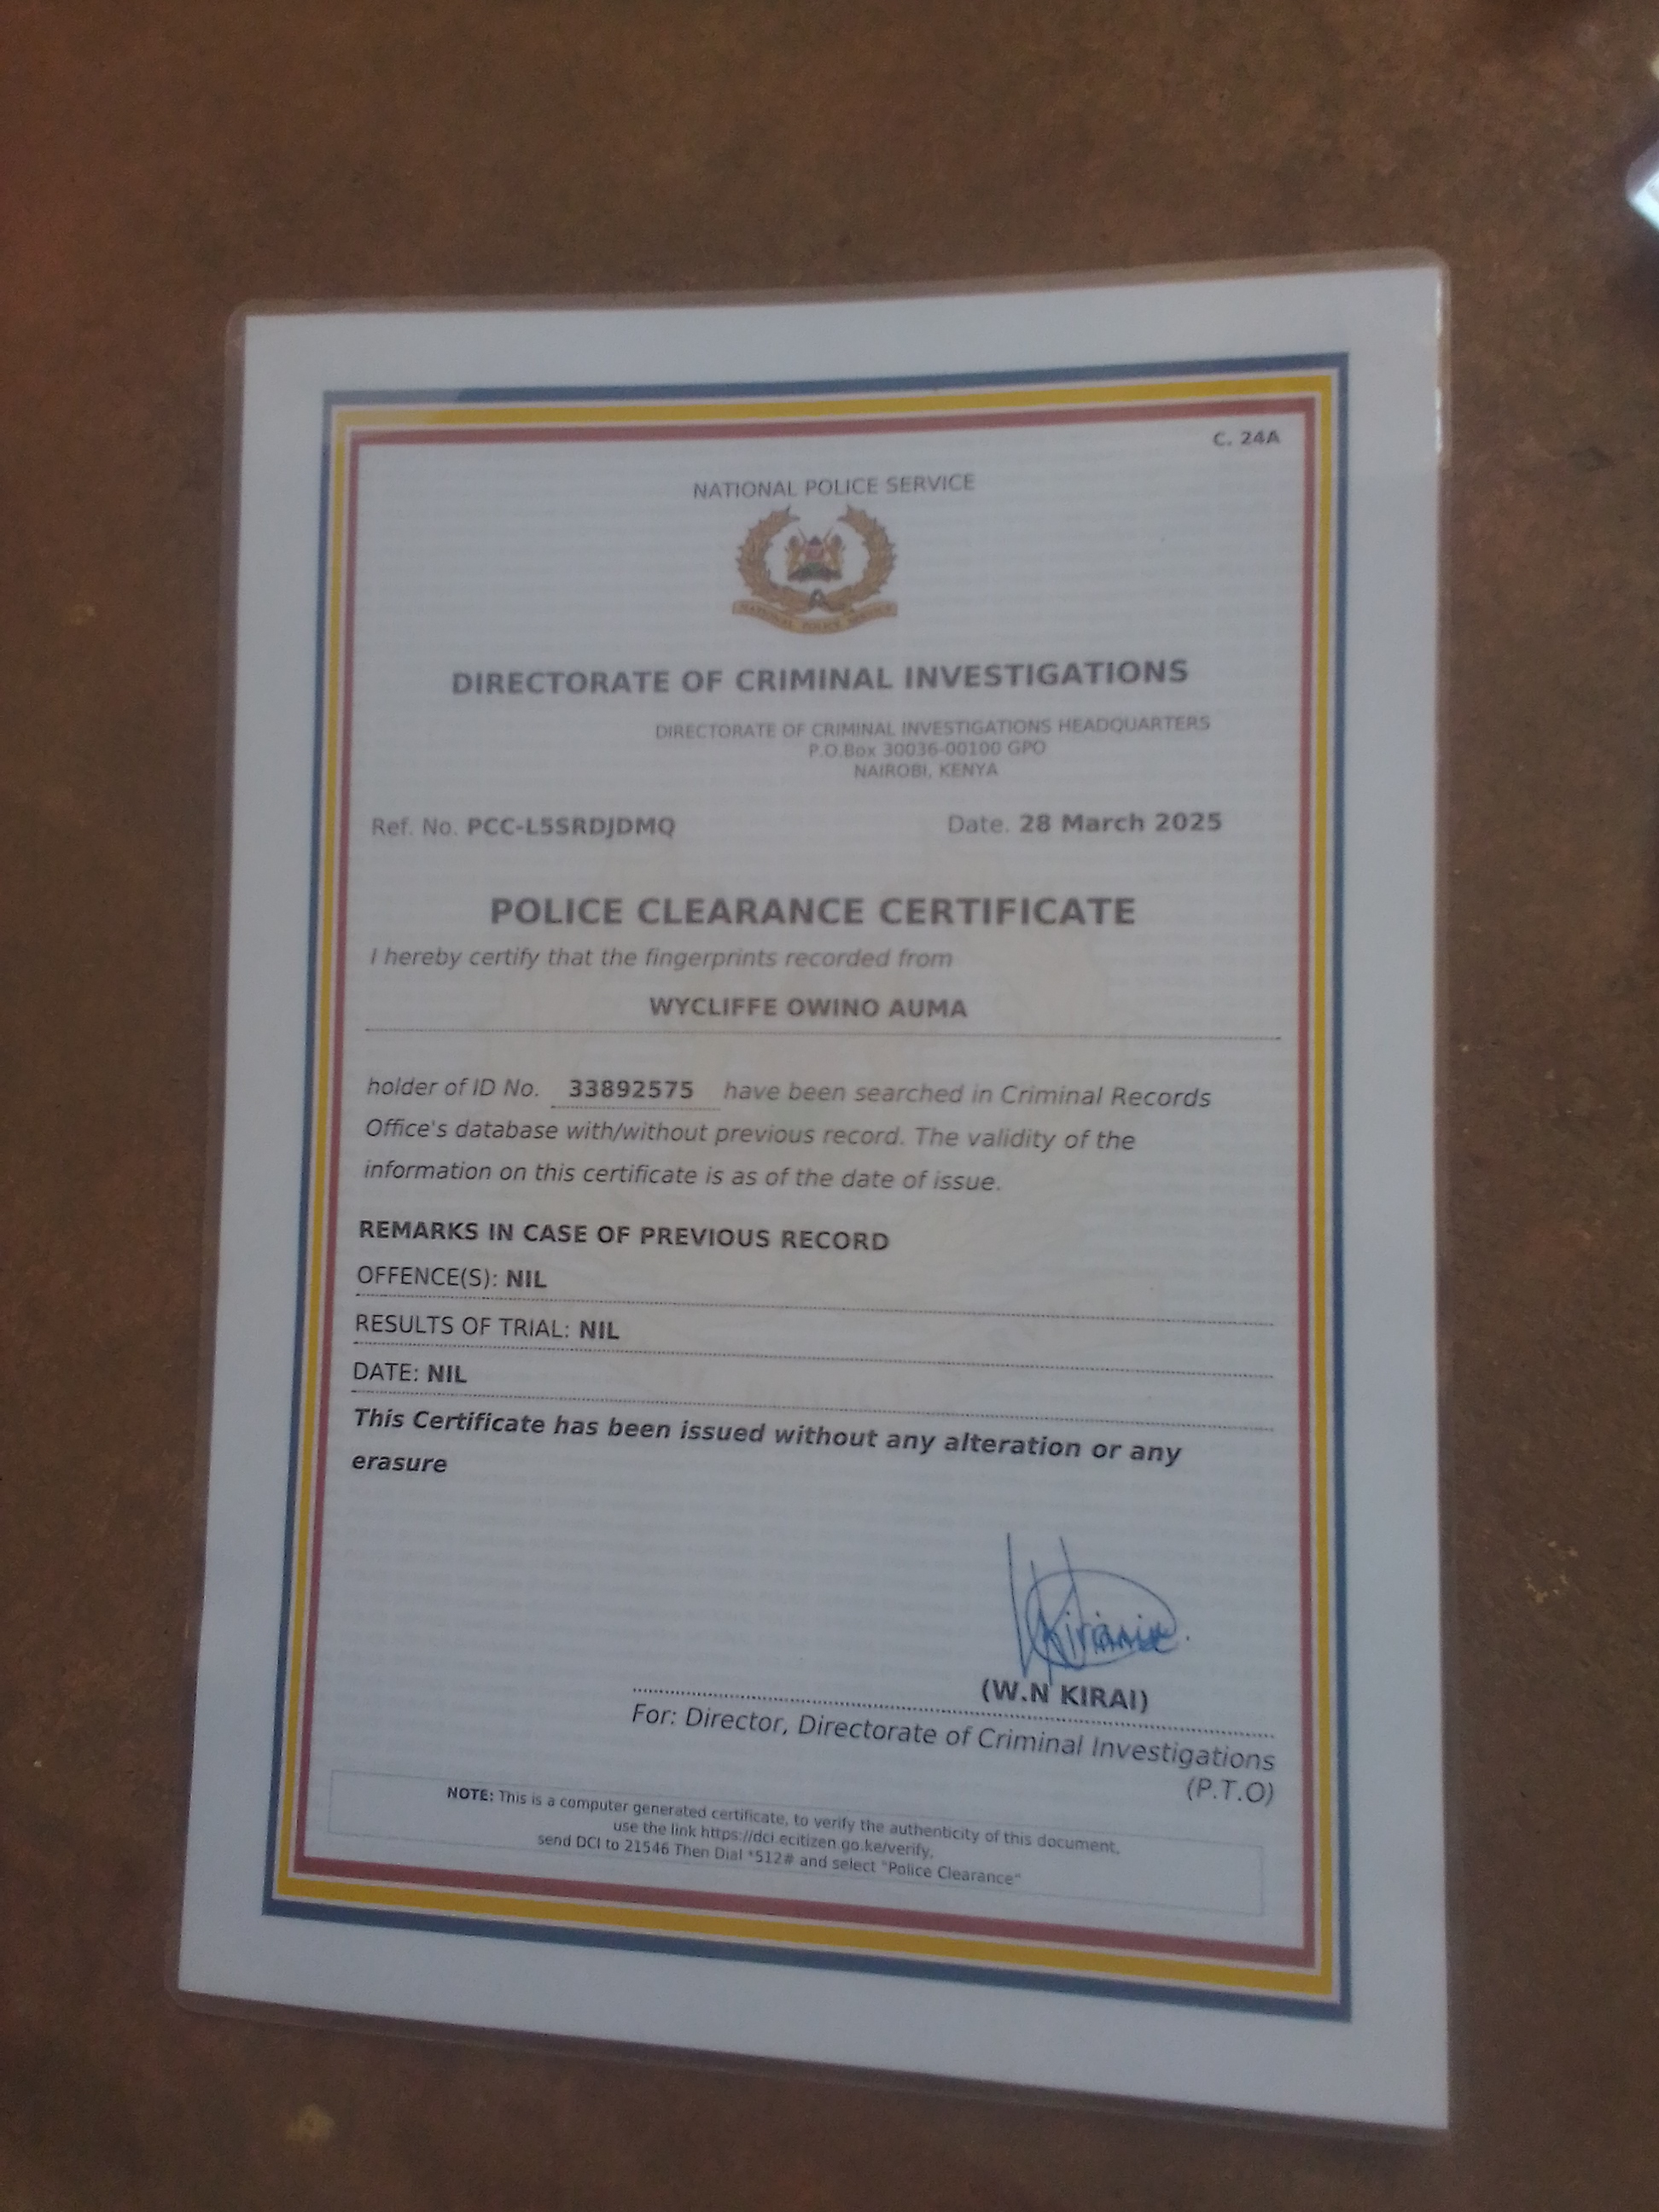 C. 24A
NATIONAL POLICE SERVICE
NATIONAL POLICE SERVICE
DIRECTORATE OF CRIMINAL INVESTIGATIONS
DIRECTORATE OF CRIMINAL INVESTIGATIONS HEADQUARTERS
P.O.Box 30036-00100 GPO
NAIROBI, KENYA
Ref. No. PCC-L5SRDJDMQ Date. 28 March 2025
POLICE CLEARANCE CERTIFICATE
I hereby certify that the fingerprints recorded from
WYCLIFFE OWINO AUMA
holder of ID No. 33892575 have been searched in Criminal Records
Office's database with/without previous record. The validity of the
information on this certificate is as of the date of issue.
REMARKS IN CASE OF PREVIOUS RECORD
OFFENCE(S): NIL
RESULTS OF TRIAL: NIL
DATE: NIL
This Certificate has been issued without any alteration or any
erasure
(W.N KIRAI)
For: Director, Directorate of Criminal Investigations
(P.T.O)
NOTE: This is a computer generated certificate, to verify the authenticity of this document,
use the link https://dci.ecitizen.go.ke/verify,
send DCI to 21546 Then Dial *512# and select "Police Clearance"